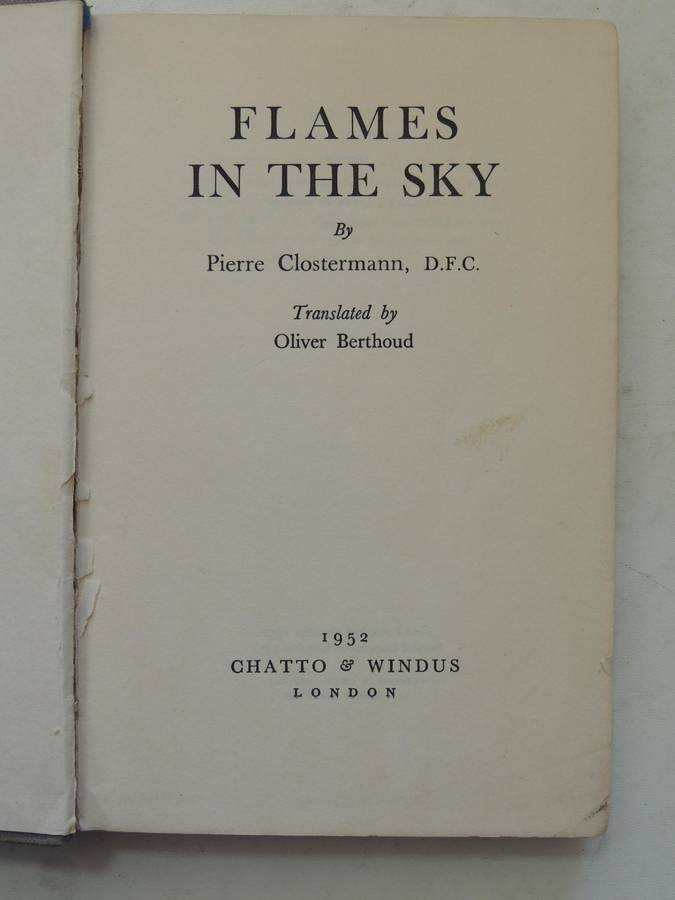 FLAMES
IN THE SKY
By
Pierre Clostermann, D.F.C.
Translated by
Oliver Berthoud
1952
CHATTO & WINDUS
LONDON